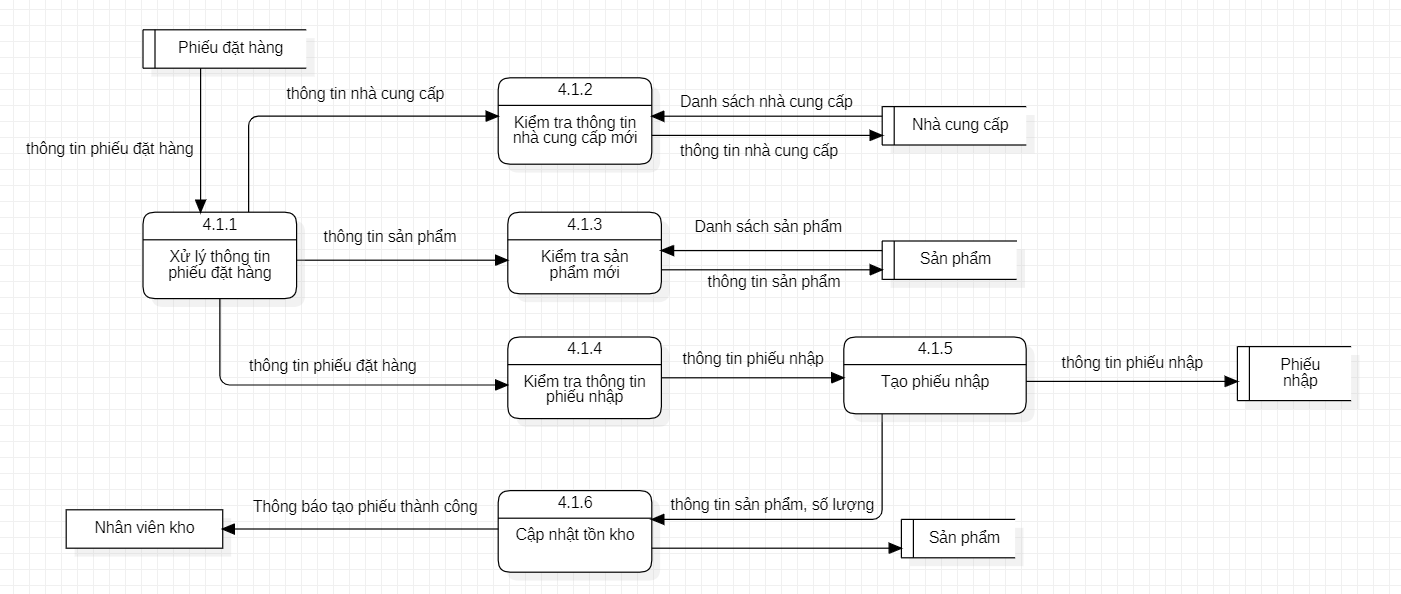 Phiếu đặt hàng
thông tin phiếu đặt hàng
thông tin nhà cung cấp
4.1.2
Kiểm tra thông tin
nhà cung cấp mới
Danh sách nhà cung cấp
thông tin nhà cung cấp
Nhà cung cấp
4.1.1
Xử lý thông tin
phiếu đặt hàng
thông tin sản phẩm
4.1.3
Kiểm tra sản
phẩm mới
Danh sách sản phẩm
thông tin sản phẩm
Sản phẩm
thông tin phiếu đặt hàng
4.1.4
Kiểm tra thông tin
phiếu nhập
thông tin phiếu nhập
4.1.5
Tạo phiếu nhập
thông tin phiếu nhập
Phiếu
nhập
Nhân viên kho
Thông báo tạo phiếu thành công
4.1.6
Cập nhật tồn kho
thông tin sản phẩm, số lượng
Sản phẩm